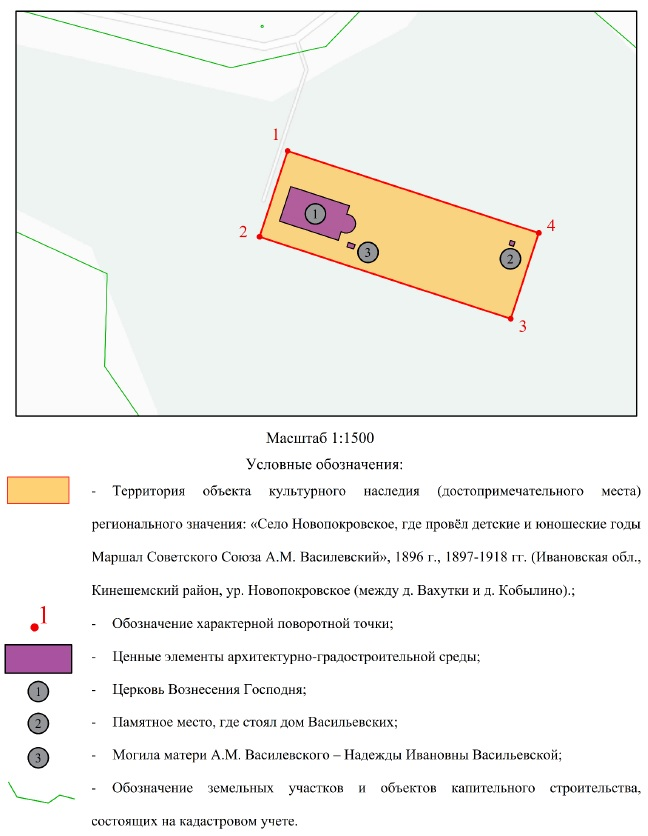 1
4
2
1
3
2
3
Масштаб 1:1500
Условные обозначения:
- Территория объекта культурного наследия (достопримечательного места)
регионального значения: «Село Новопокровское, где провёл детские и юношеские годы
Маршал Советского Союза А.М. Василевский», 1896 г., 1897-1918 гг. (Ивановская обл.,
Кинешемский район, ур. Новопокровское (между д. Вахутки и д. Кобылино).;
1 - Обозначение характерной поворотной точки;
- Ценные элементы архитектурно-градостроительной среды;
1 - Церковь Вознесения Господня;
2 - Памятное место, где стоял дом Васильевских;
3 - Могила матери А.М. Василевского – Надежды Ивановны Васильевской;
- Обозначение земельных участков и объектов капительного строительства,
состоящих на кадастровом учете.